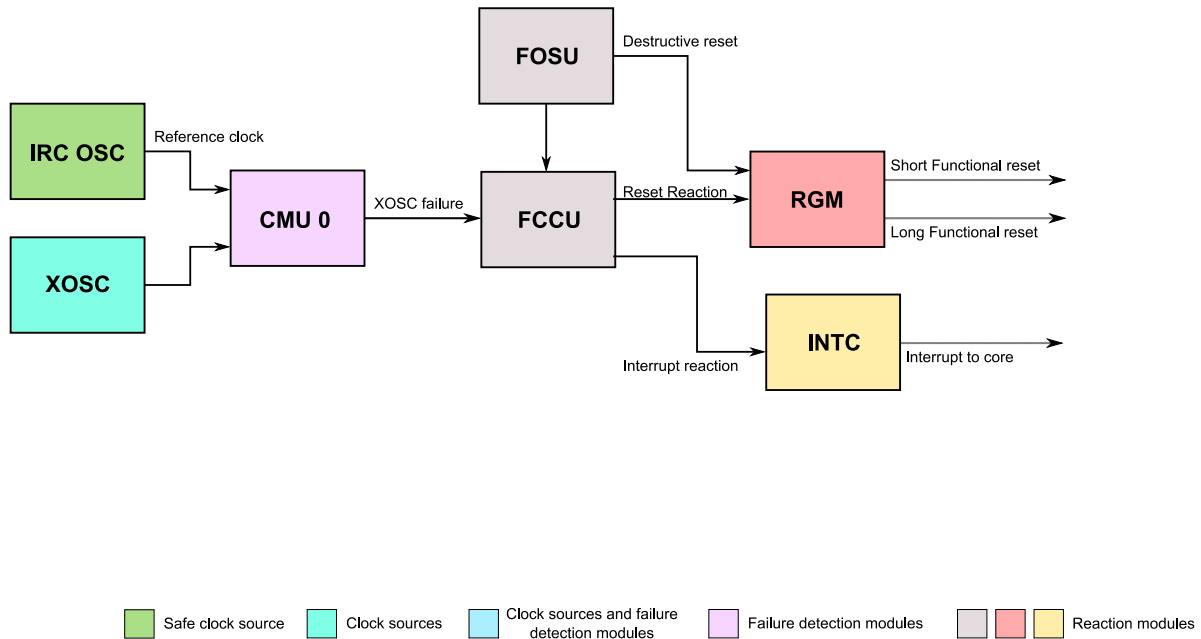 FOSU
Destructive reset
IRC OSC
Reference clock
CMU 0
XOSC failure
FCCU
Reset Reaction
RGM
Short Functional reset
Long Functional reset
XOSC
INTC
Interrupt reaction
Interrupt to core
Safe clock source
Clock sources
Clock sources and failure
detection modules
Failure detection modules
Reaction modules